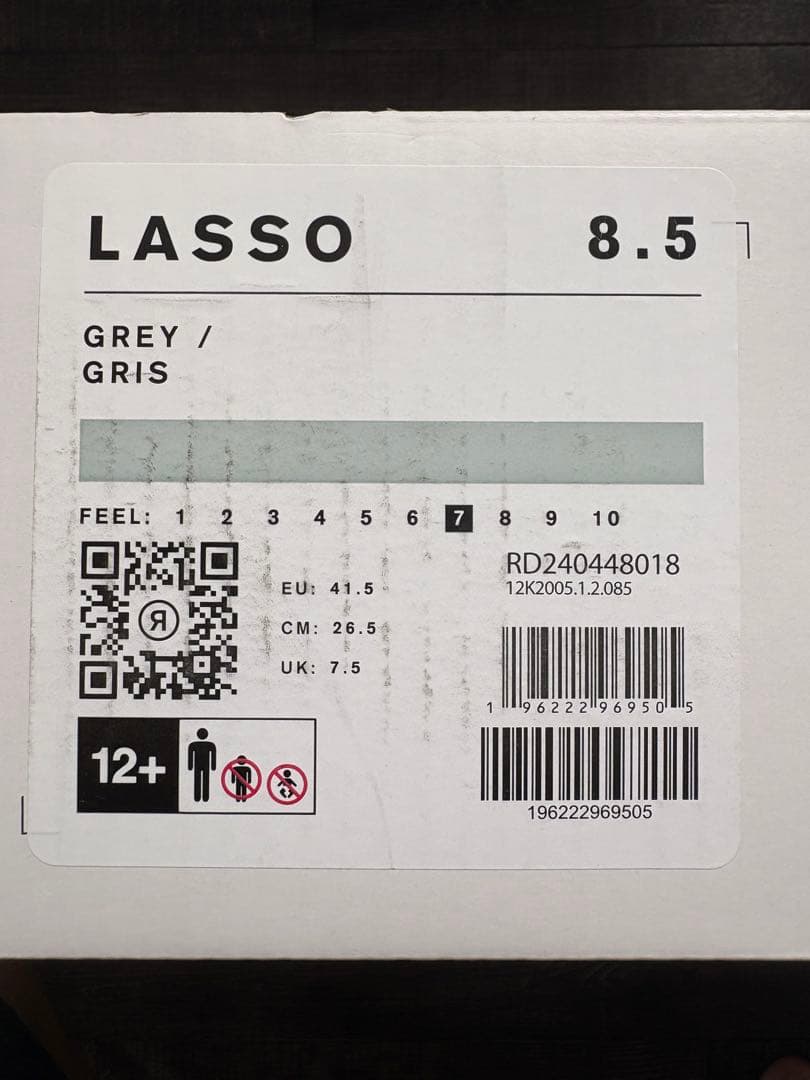 LASSO 8.5
GREY /
GRIS
FEEL: 1 2 3 4 5 6 7 8 9 10
EU: 41.5
CM: 26.5
UK: 7.5
RD240448018
12K2005.1.2.085
1 96222 96950 5
196222969505
12+